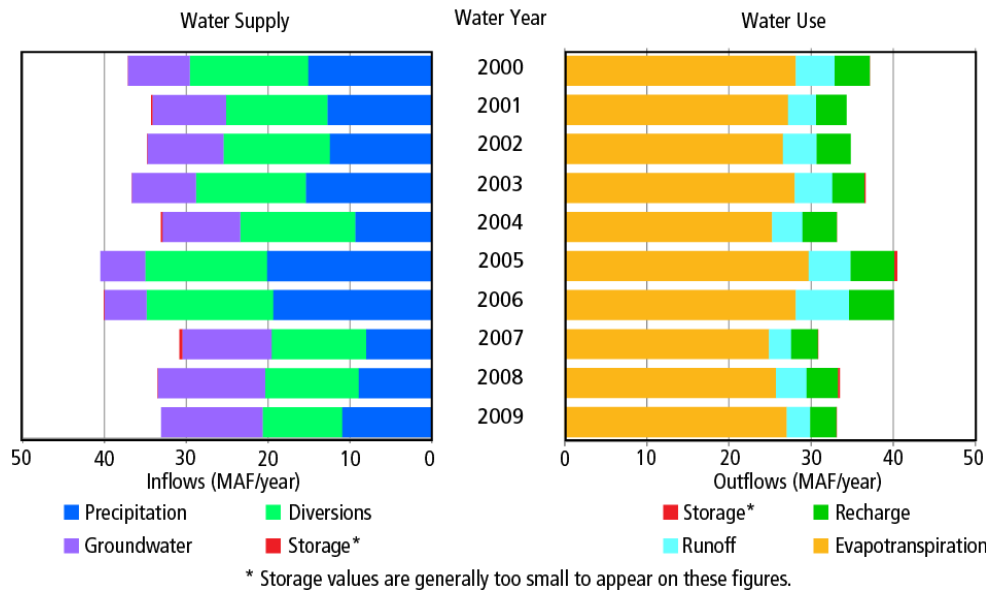 Water Supply
Water Year
Water Use
2000
2001
2002
2003
2004
2005
2006
2007
2008
2009
50 40 30 20 10 0
0 10 20 30 40 50
Inflows (MAF/year)
Outflows (MAF/year)
Precipitation
Diversions
Groundwater
Storage*
Storage*
Recharge
Runoff
Evapotranspiration
* Storage values are generally too small to appear on these figures.